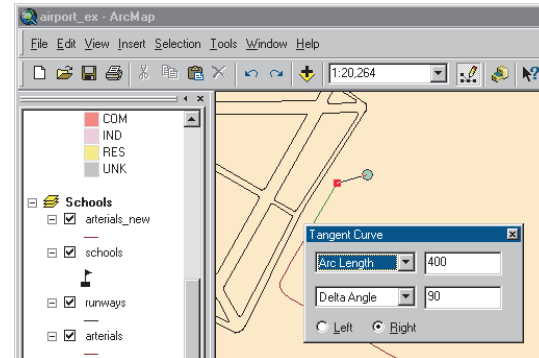 airport_ex - ArcMap
File Edit View Insert Selection Tools Window Help
1:20,264
COM
IND
RES
UNK
Schools
arterials_new
schools
runways
arterials
Tangent Curve
Arc Length 400
Delta Angle 90
Left Right